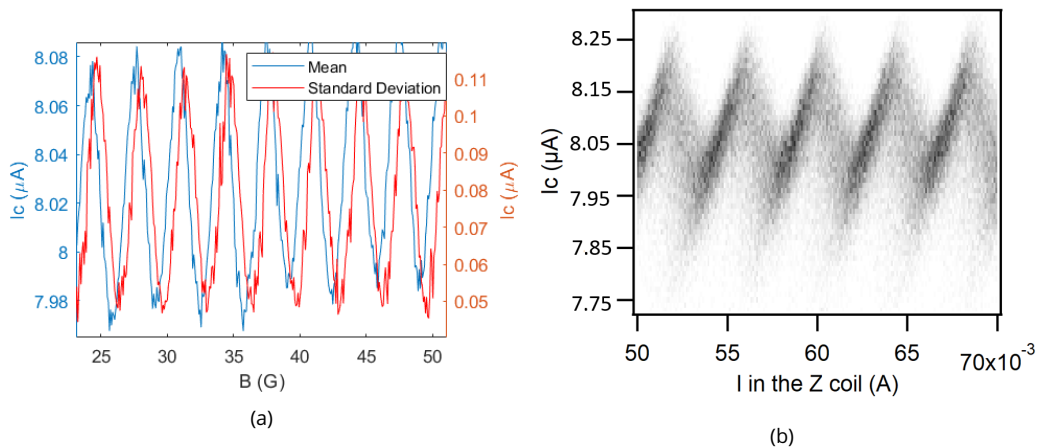 8.08
8.06
8.04
8.02
8
7.98
Ic (μA)
Mean
Standard Deviation
0.11
0.1
0.09
0.08
0.07
0.06
0.05
Ic (μA)
25 30 35 40 45 50
B (G)
(a)
8.25
8.15
8.05
7.95
7.85
7.75
Ic (μA)
50 55 60 65 70x10⁻³
I in the Z coil (A)
(b)